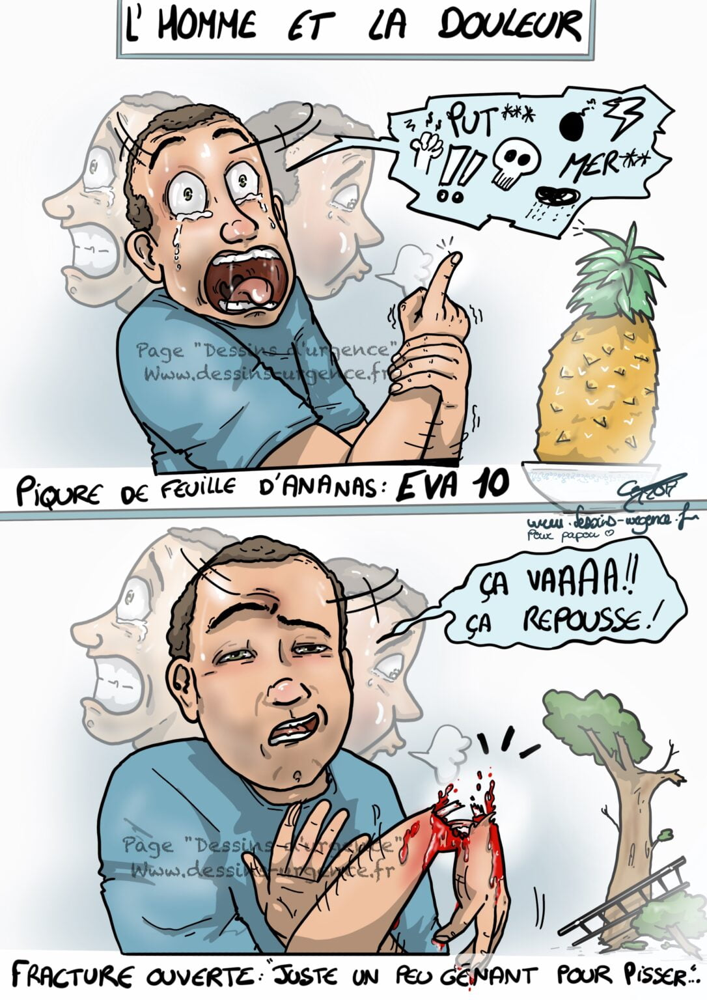 L'HOMME ET LA DOULEUR
PUT***
!!
MER**
Page "Dessins d'urgence"
Www.dessins-urgence.fr
PIQURE DE FEUILLE D'ANANAS: EVA 10
www.dessins-urgence.fr
Pour papou ♡
ÇA VAAAA!!
ÇA REPOUSSE!
Page "Dessins d'urgence"
Www.dessins-urgence.fr
FRACTURE OUVERTE: "JUSTE UN PEU GÊNANT POUR PISSER"...